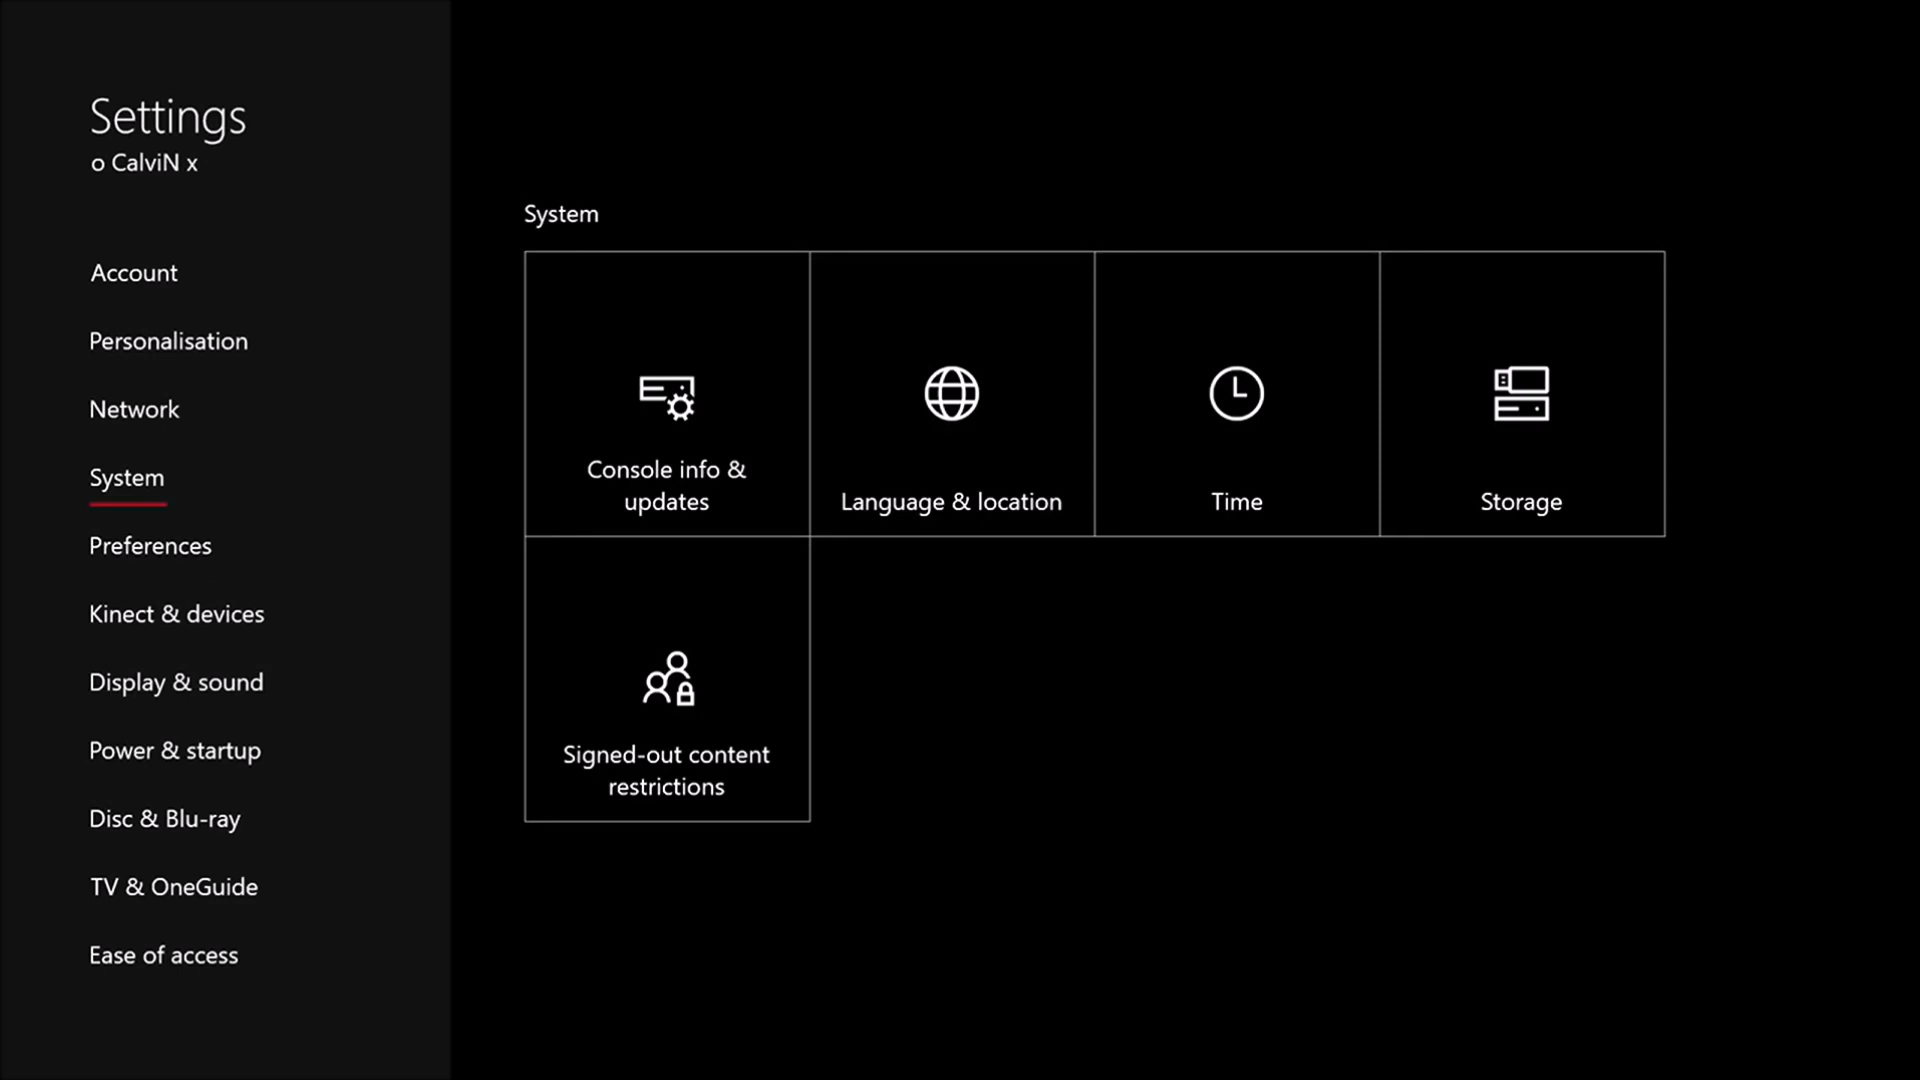 Settings
o CalviN x
Account
Personalisation
Network
System
Preferences
Kinect & devices
Display & sound
Power & startup
Disc & Blu-ray
TV & OneGuide
Ease of access
System
Console info &
updates
Language & location
Time
Storage
Signed-out content
restrictions